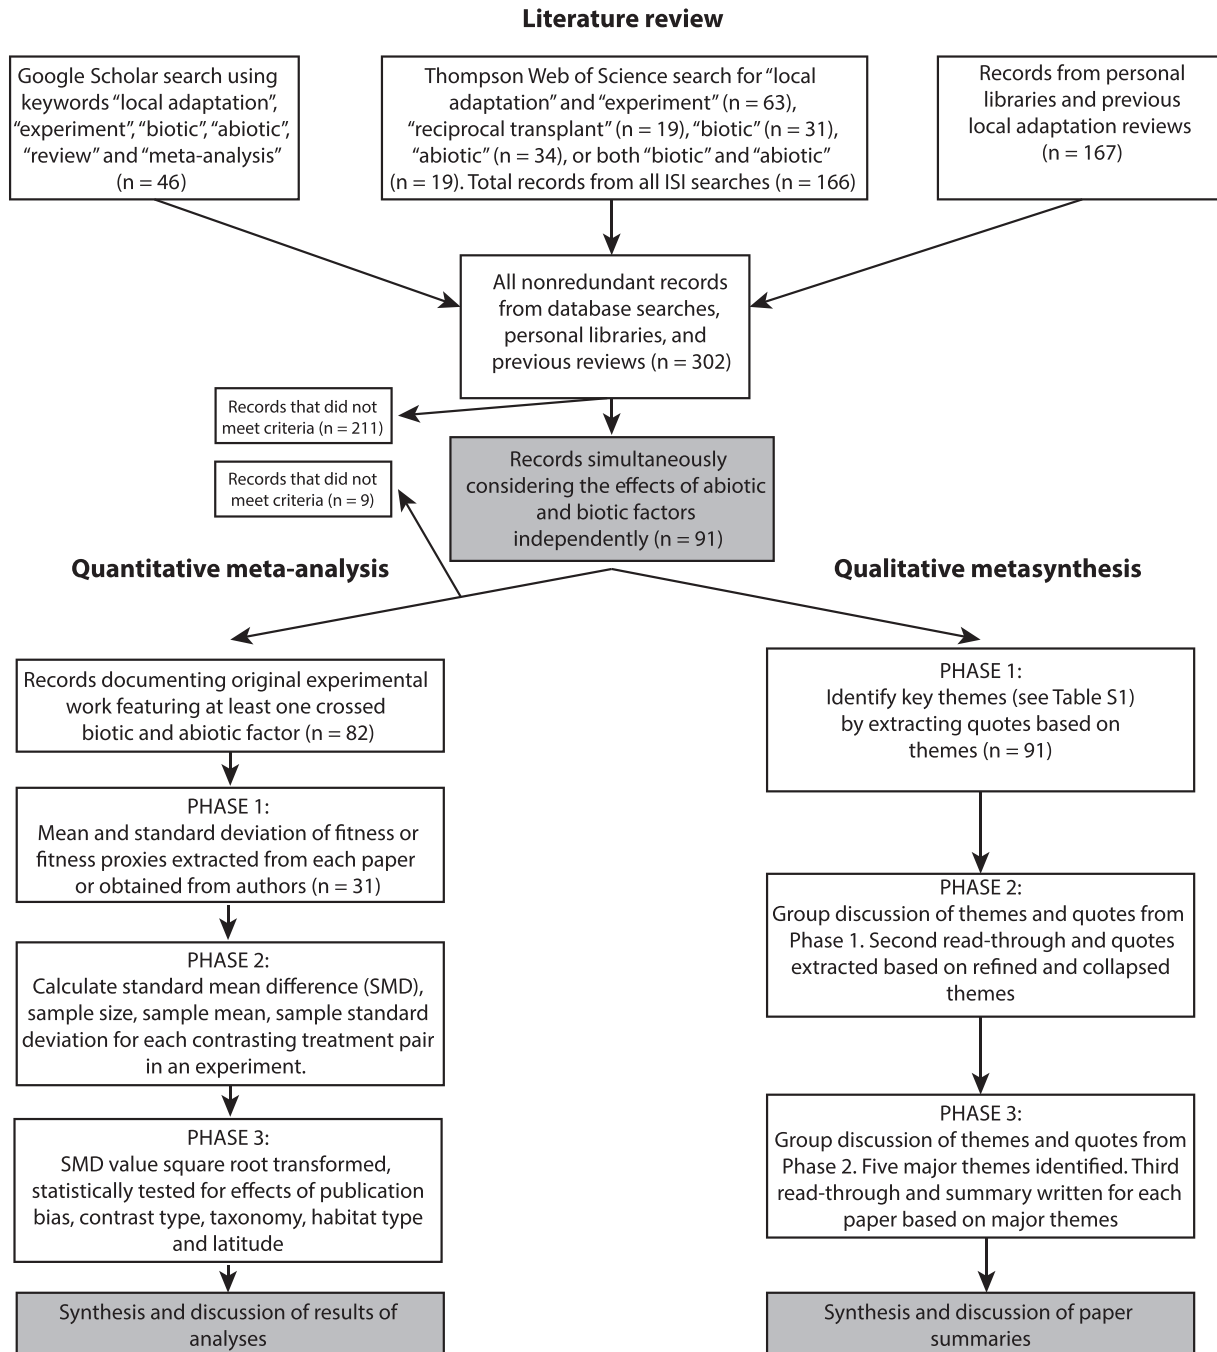 Literature review
Google Scholar search using
keywords “local adaptation”,
“experiment”, “biotic”, “abiotic”,
“review” and “meta-analysis”
(n = 46)
Thompson Web of Science search for “local
adaptation” and “experiment” (n = 63),
“reciprocal transplant” (n = 19), “biotic” (n = 31),
“abiotic” (n = 34), or both “biotic” and “abiotic”
(n = 19). Total records from all ISI searches (n = 166)
Records from personal
libraries and previous
local adaptation reviews
(n = 167)
All nonredundant records
from database searches,
personal libraries, and
previous reviews (n = 302)
Records that did not
meet criteria (n = 211)
Records simultaneously
considering the effects of abiotic
and biotic factors
independently (n = 91)
Records that did not
meet criteria (n = 9)
Quantitative meta-analysis
Records documenting original experimental
work featuring at least one crossed
biotic and abiotic factor (n = 82)
PHASE 1:
Mean and standard deviation of fitness or
fitness proxies extracted from each paper
or obtained from authors (n = 31)
PHASE 2:
Calculate standard mean difference (SMD),
sample size, sample mean, sample standard
deviation for each contrasting treatment pair
in an experiment.
PHASE 3:
SMD value square root transformed,
statistically tested for effects of publication
bias, contrast type, taxonomy, habitat type
and latitude
Synthesis and discussion of results of
analyses
Qualitative metasynthesis
PHASE 1:
Identify key themes (see Table S1)
by extracting quotes based on
themes (n = 91)
PHASE 2:
Group discussion of themes and quotes from
Phase 1. Second read-through and quotes
extracted based on refined and collapsed
themes
PHASE 3:
Group discussion of themes and quotes from
Phase 2. Five major themes identified. Third
read-through and summary written for each
paper based on major themes
Synthesis and discussion of paper
summaries